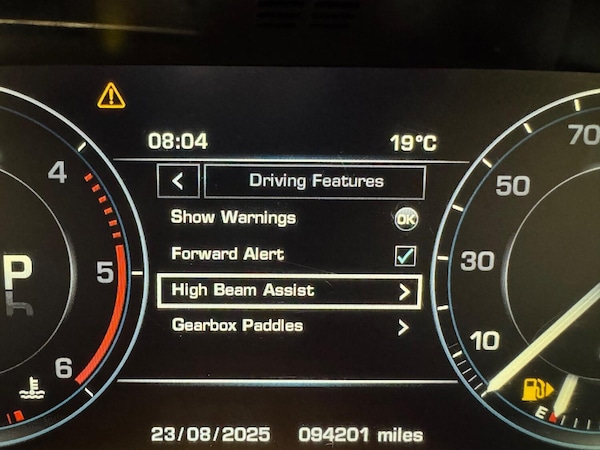 08:04 19°C
< Driving Features
Show Warnings OK
Forward Alert
High Beam Assist >
Gearbox Paddles >
23/08/2025 094201 miles
4
5
6
P
70
50
30
10
E